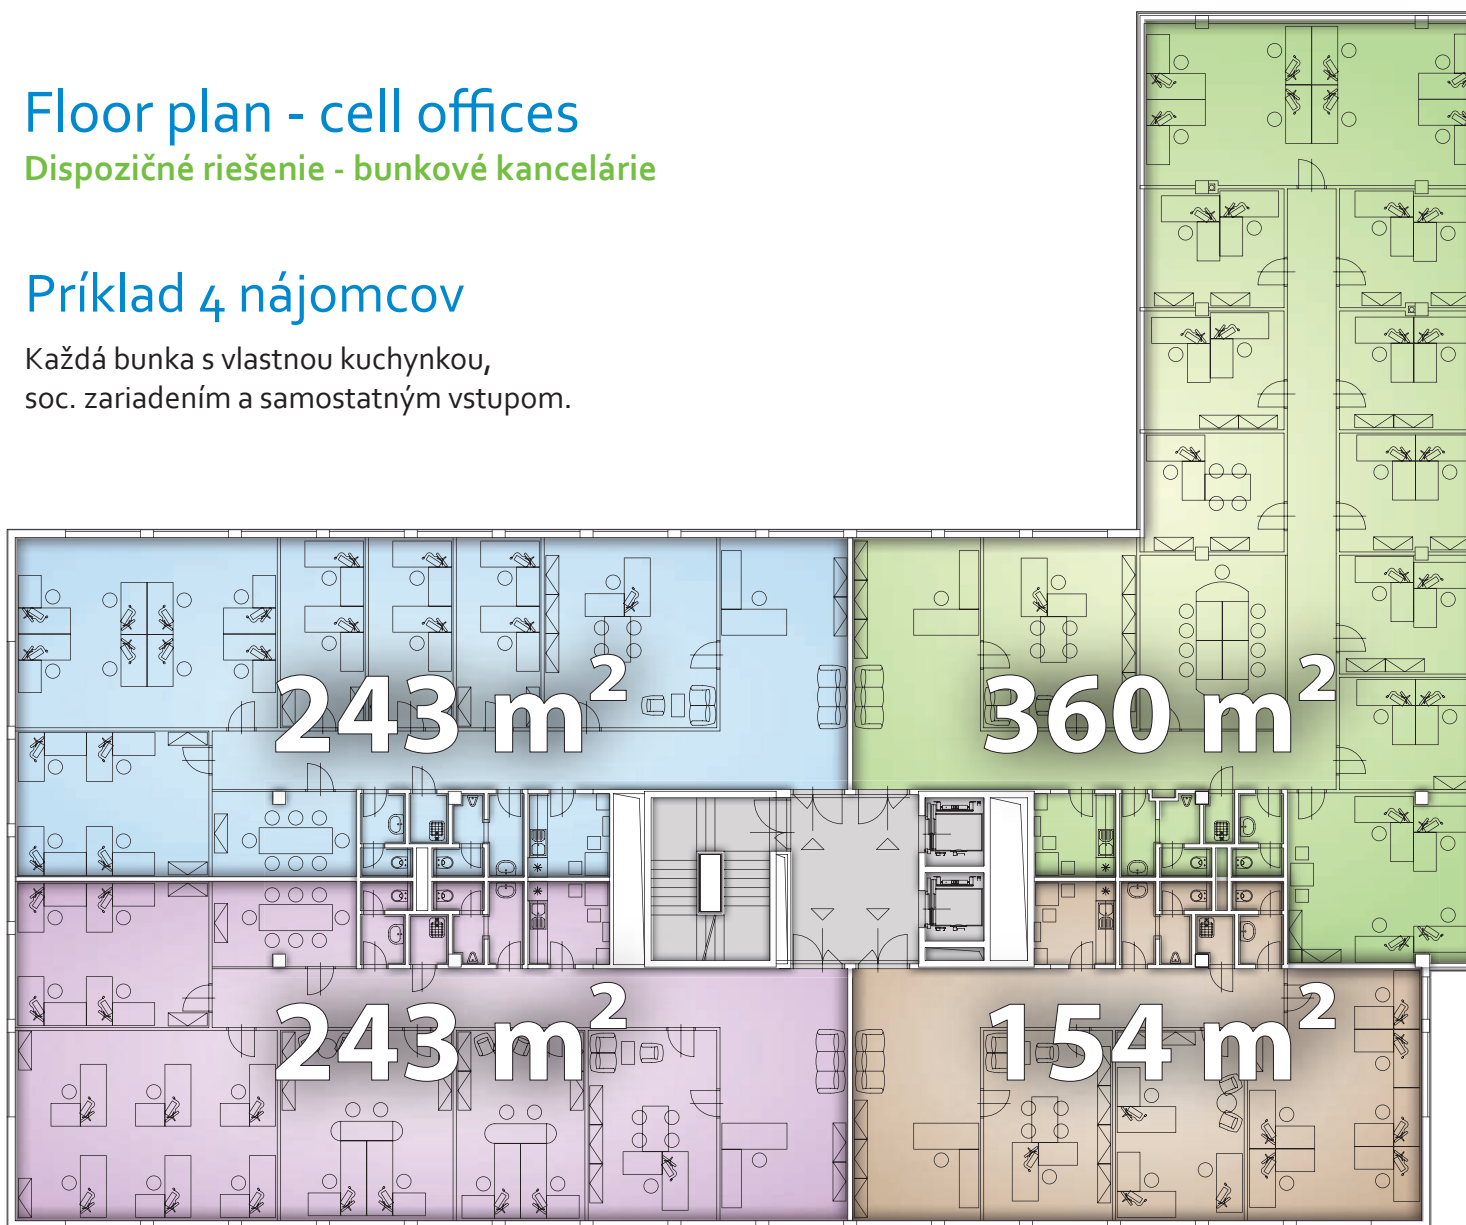 Floor plan - cell offices
Dispozičné riešenie - bunkové kancelárie
Príklad 4 nájomcov
Každá bunka s vlastnou kuchynkou,
soc. zariadením a samostatným vstupom.
243 m²
360 m²
243 m²
154 m²